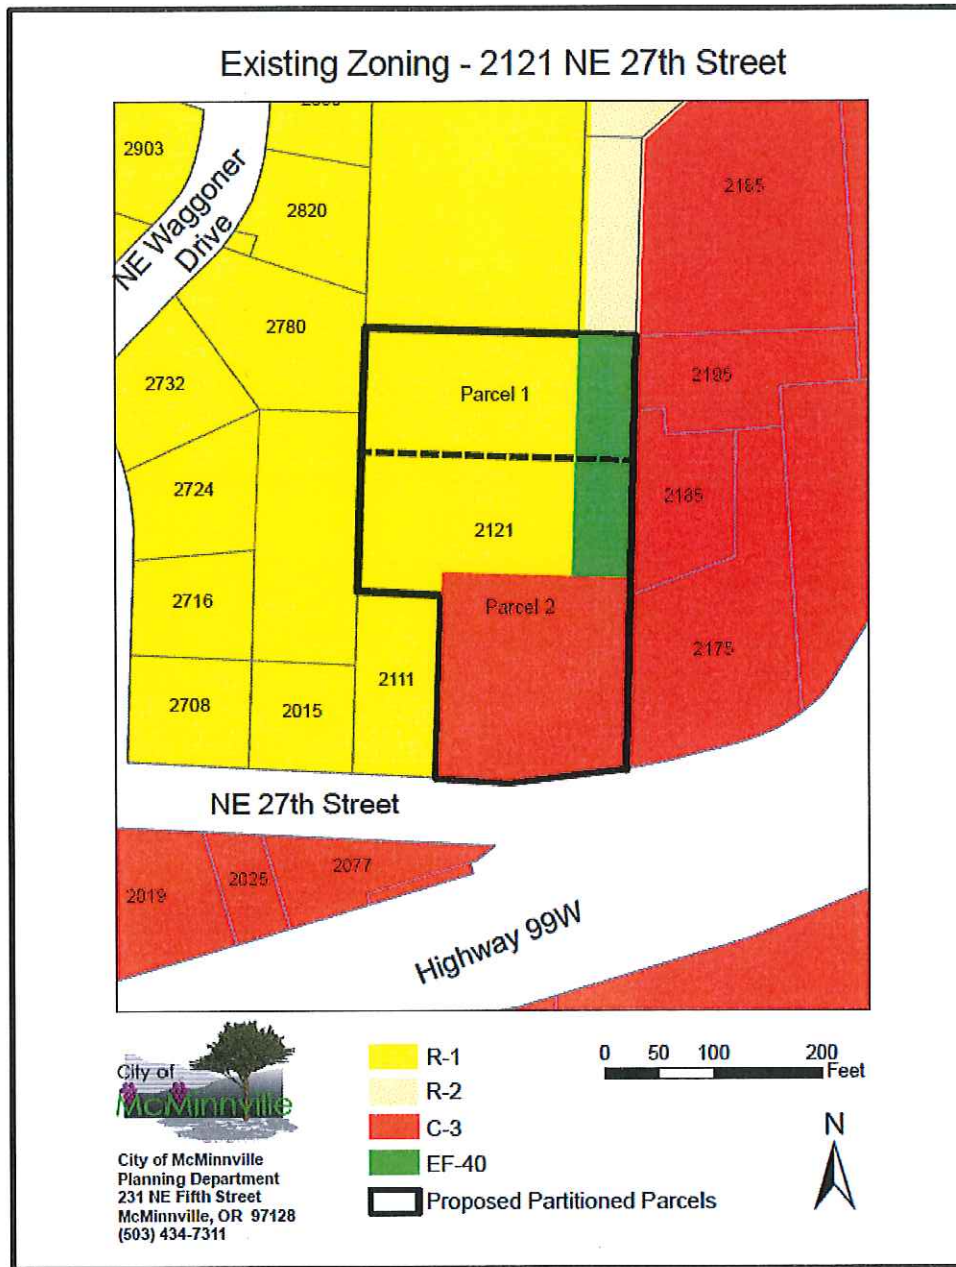 Existing Zoning - 2121 NE 27th Street
2903
NE Waggoner
Drive
2820
2185
2780
2732
Parcel 1
2195
2724
2121
2185
2716
Parcel 2
2111
2175
2708
2015
NE 27th Street
2019
2025
2077
Highway 99W
City of
McMinnville
R-1
R-2
C-3
EF-40
Proposed Partitioned Parcels
0 50 100 200
Feet
N
City of McMinnville
Planning Department
231 NE Fifth Street
McMinnville, OR 97128
(503) 434-7311